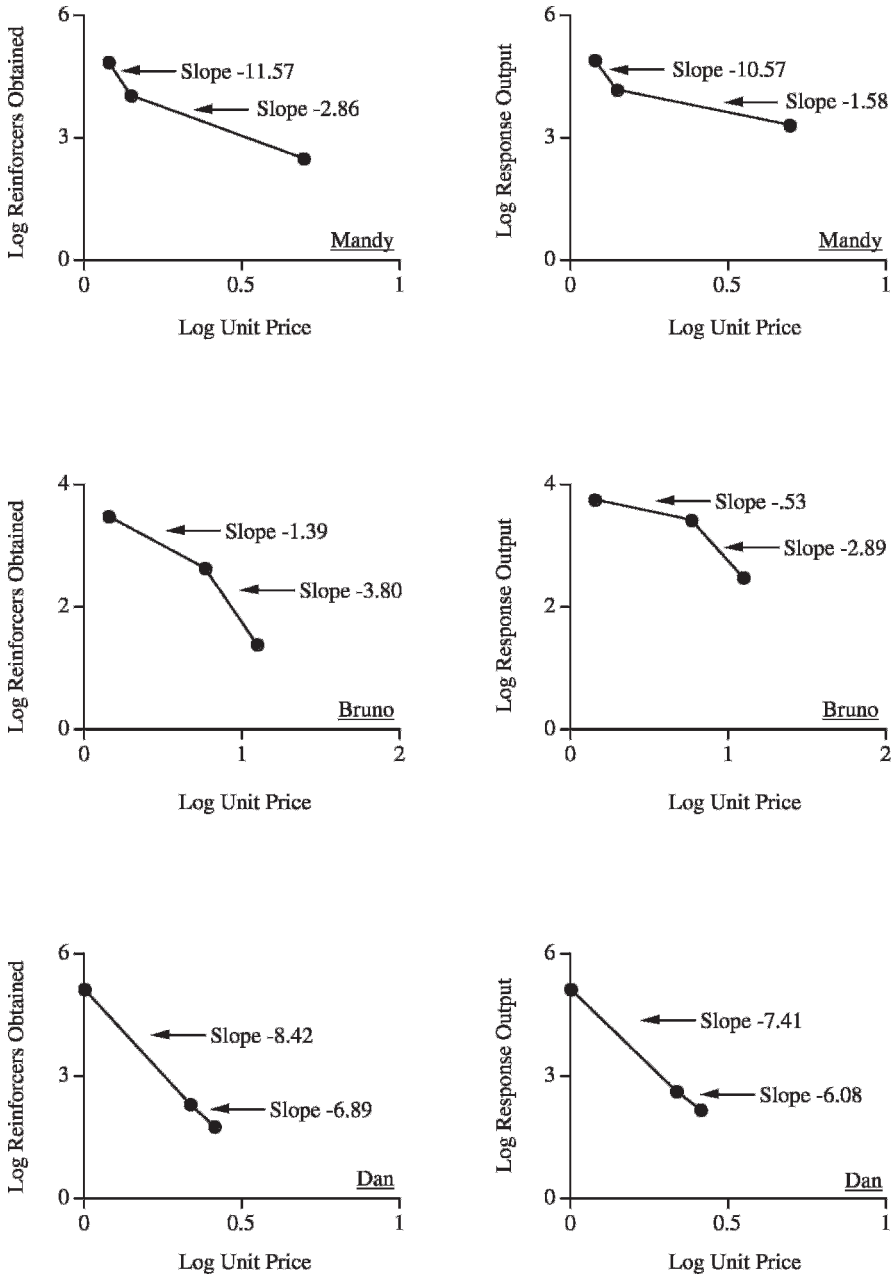 Log Reinforcers Obtained
6
3
0
Slope -11.57
Slope -2.86
Mandy
0
0.5
1
Log Unit Price
Log Response Output
6
3
0
Slope -10.57
Slope -1.58
Mandy
0
0.5
1
Log Unit Price
Log Reinforcers Obtained
4
2
0
Slope -1.39
Slope -3.80
Bruno
0
1
2
Log Unit Price
Log Response Output
4
2
0
Slope -.53
Slope -2.89
Bruno
0
1
2
Log Unit Price
Log Reinforcers Obtained
6
3
0
Slope -8.42
Slope -6.89
Dan
0
0.5
1
Log Unit Price
Log Response Output
6
3
0
Slope -7.41
Slope -6.08
Dan
0
0.5
1
Log Unit Price